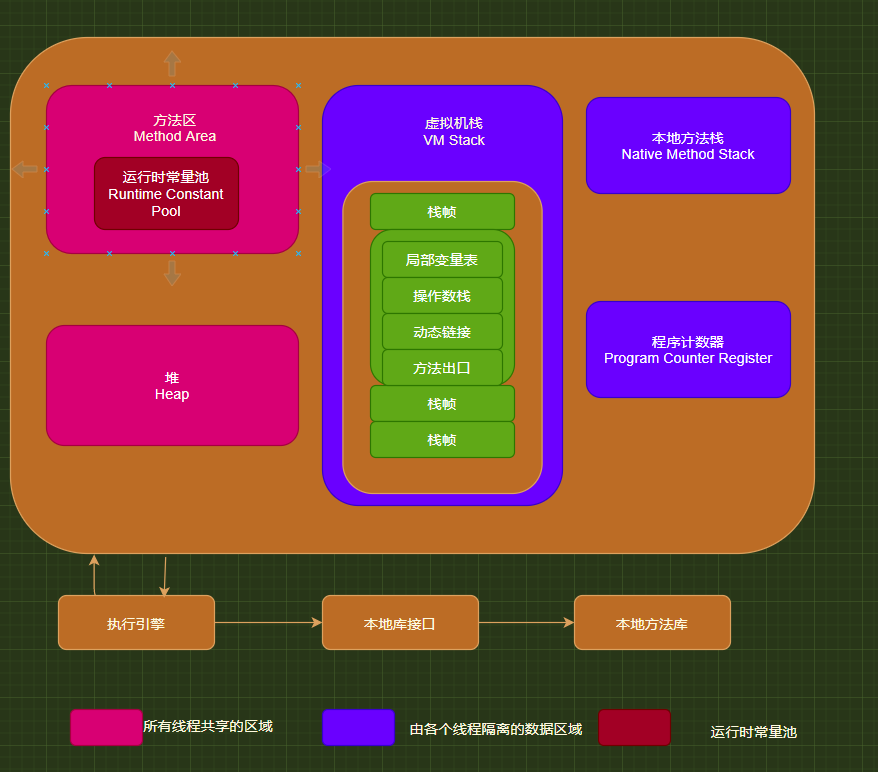 方法区
Method Area
运行时常量池
Runtime Constant
Pool
堆
Heap
虚拟机栈
VM Stack
栈帧
局部变量表
操作数栈
动态链接
方法出口
栈帧
栈帧
本地方法栈
Native Method Stack
程序计数器
Program Counter Register
执行引擎
本地库接口
本地方法库
所有线程共享的区域
由各个线程隔离的数据区域
运行时常量池